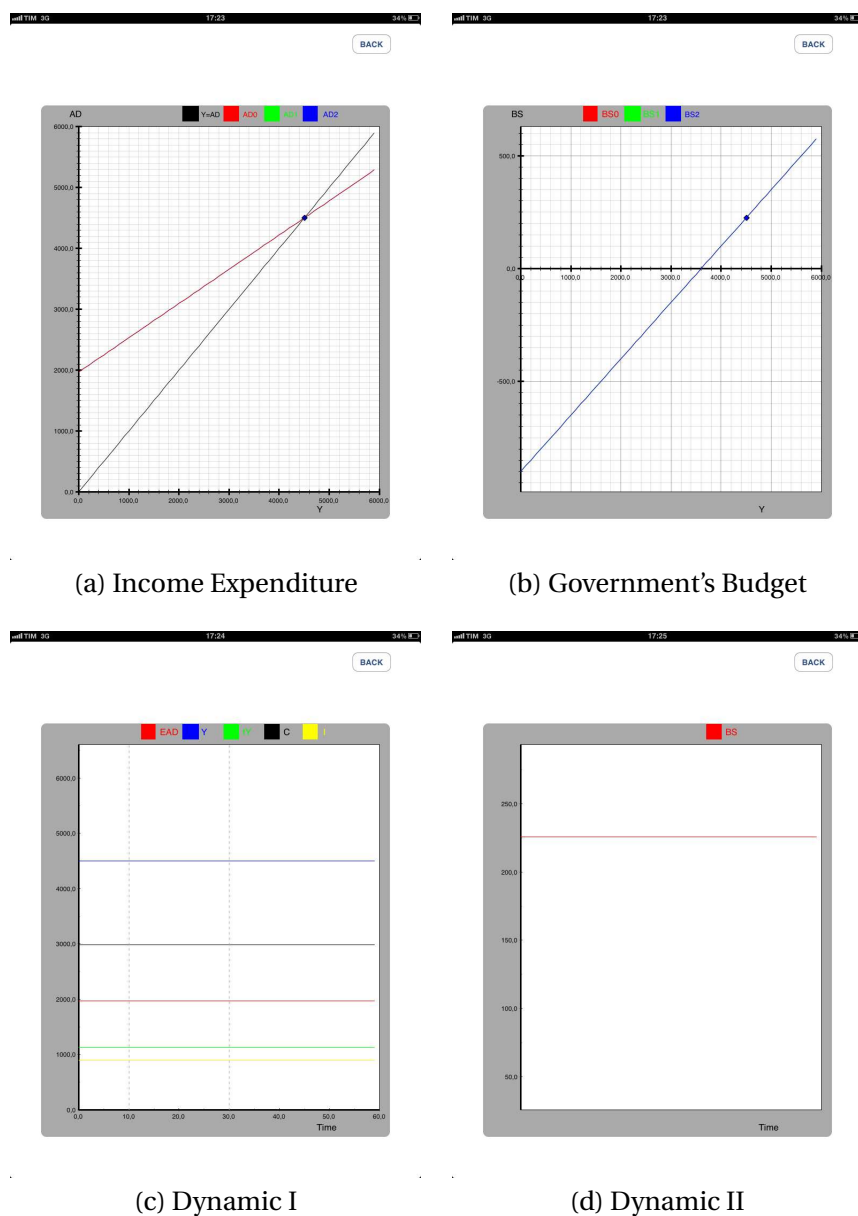 TIM 3G 17:23 34%
BACK
AD Y=AD AD0 AD1 AD2
6000,0
5000,0
4000,0
3000,0
2000,0
1000,0
0,0
0,0 1000,0 2000,0 3000,0 4000,0 5000,0 6000,0
Y
(a) Income Expenditure
TIM 3G 17:23 34%
BACK
BS BS0 BS1 BS2
500,0
0,0
0,0 1000,0 2000,0 3000,0 4000,0 5000,0 6000,0
-500,0
Y
(b) Government's Budget
TIM 3G 17:24 34%
BACK
EAD Y C I
6000,0
5000,0
4000,0
3000,0
2000,0
1000,0
0,0
0,0 10,0 20,0 30,0 40,0 50,0 60,0
Time
(c) Dynamic I
TIM 3G 17:25 34%
BACK
BS
250,0
200,0
150,0
100,0
50,0
Time
(d) Dynamic II